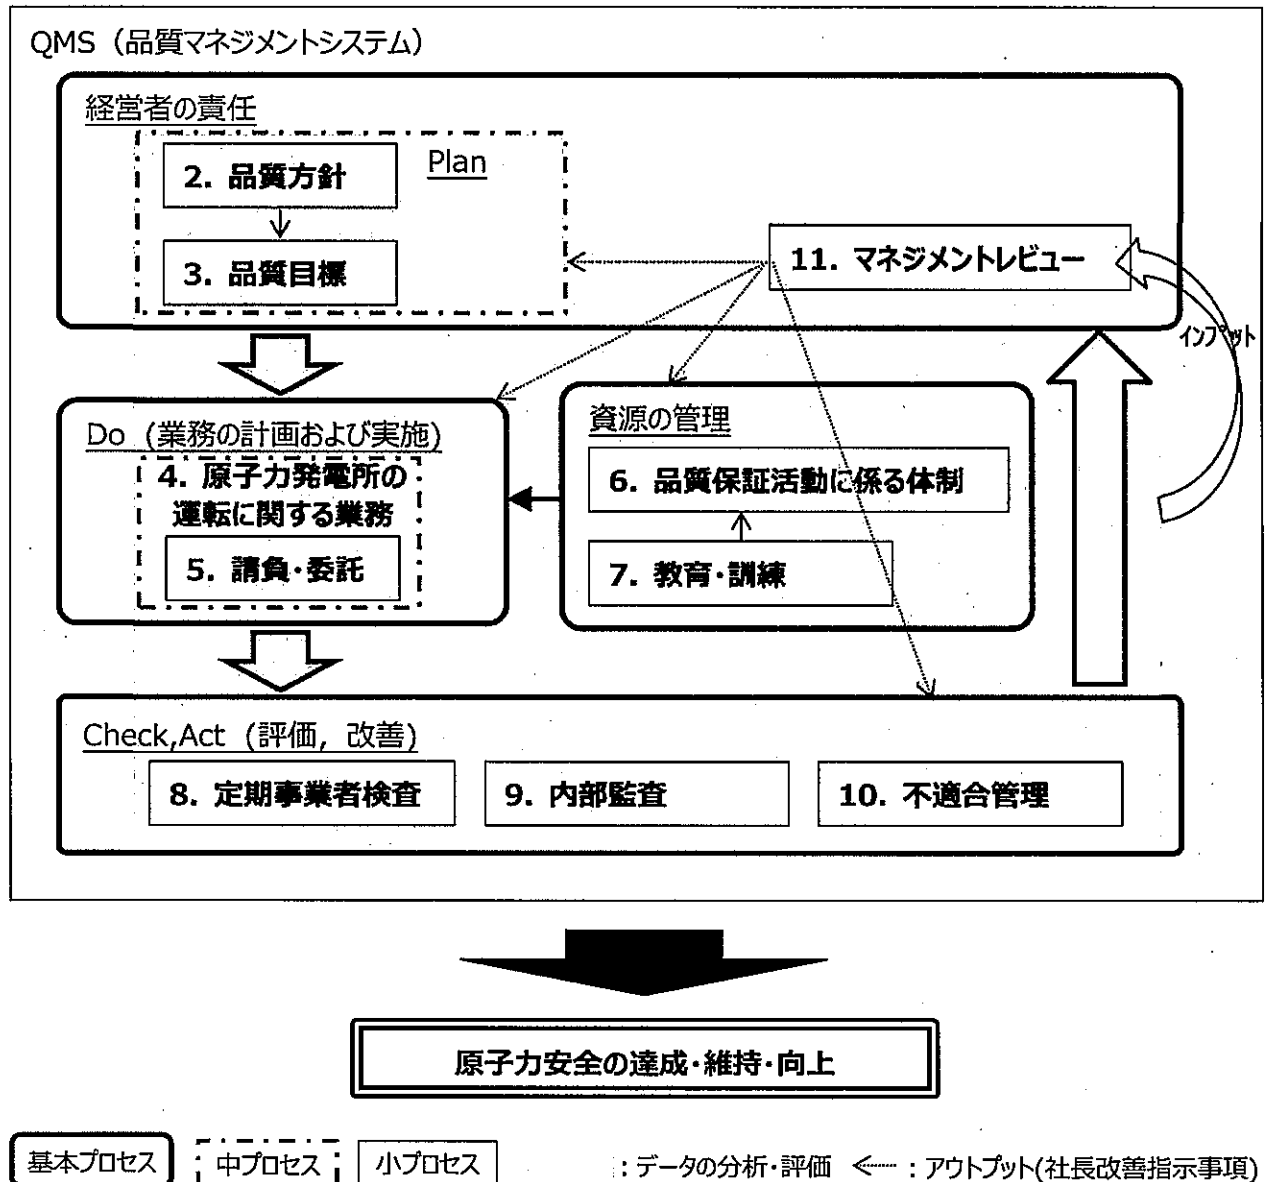 QMS（品質マネジメントシステム）
経営者の責任
Plan
2. 品質方針
3. 品質目標
11. マネジメントレビュー
インプット
Do（業務の計画および実施）
4. 原子力発電所の
運転に関する業務
5. 請負・委託
資源の管理
6. 品質保証活動に係る体制
7. 教育・訓練
Check,Act（評価，改善）
8. 定期事業者検査
9. 内部監査
10. 不適合管理
原子力安全の達成・維持・向上
基本プロセス
中プロセス
小プロセス
：データの分析・評価
：アウトプット(社長改善指示事項)